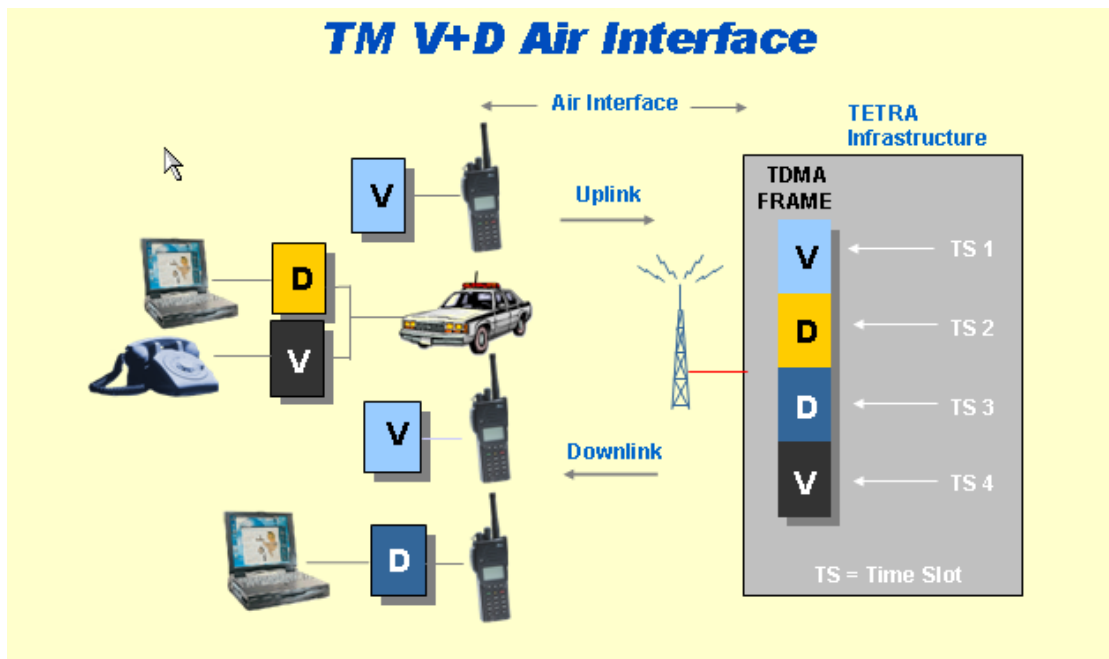 TM V+D Air Interface
Air Interface
TETRA
Infrastructure
TDMA
FRAME
V
Uplink
V
TS 1
D
D
TS 2
V
V
D
TS 3
Downlink
V
TS 4
D
TS = Time Slot